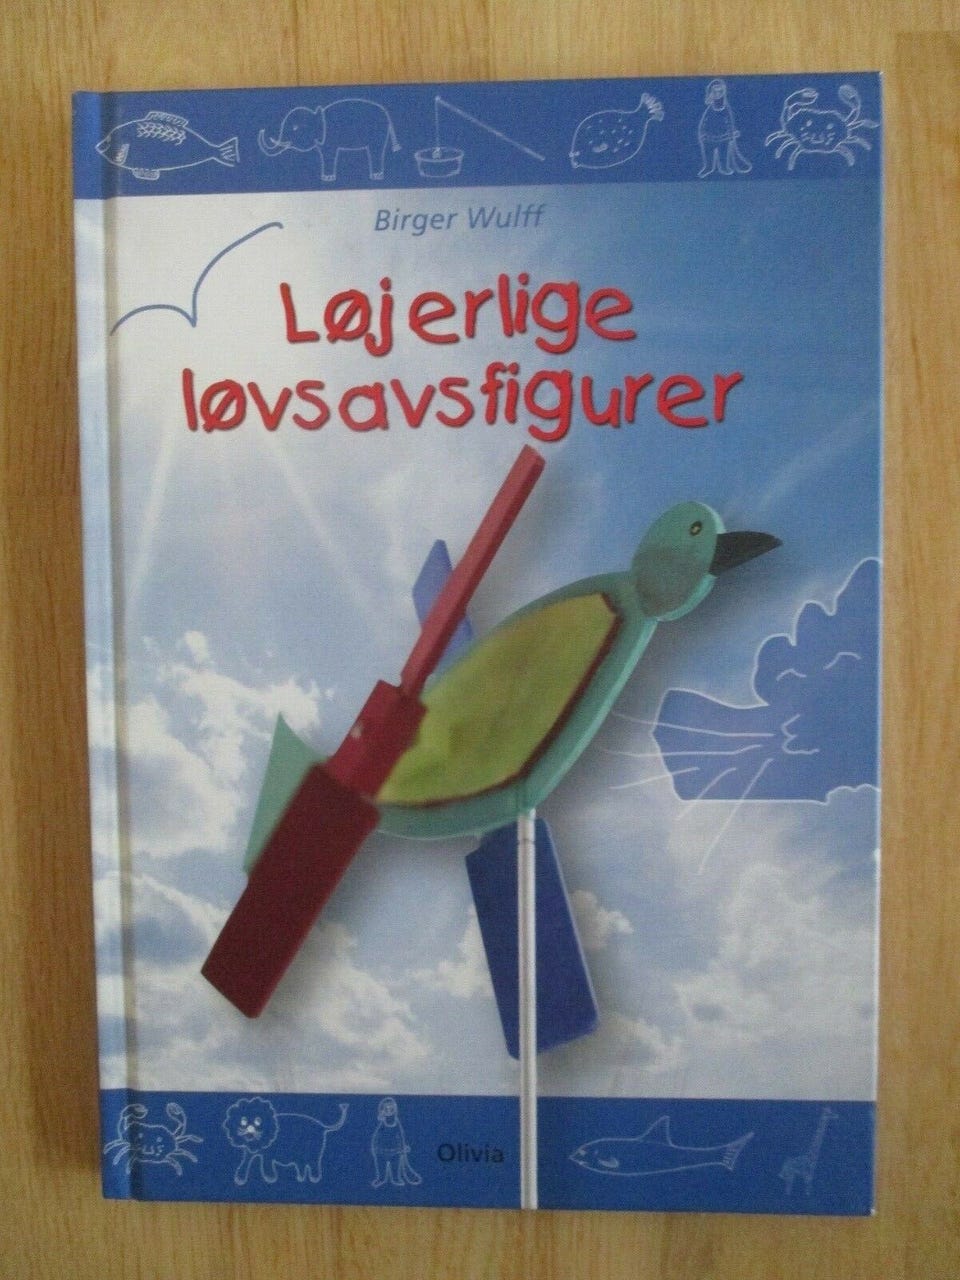 Birger Wulff
Løjerlige
løvsavsfigurer
Olivia